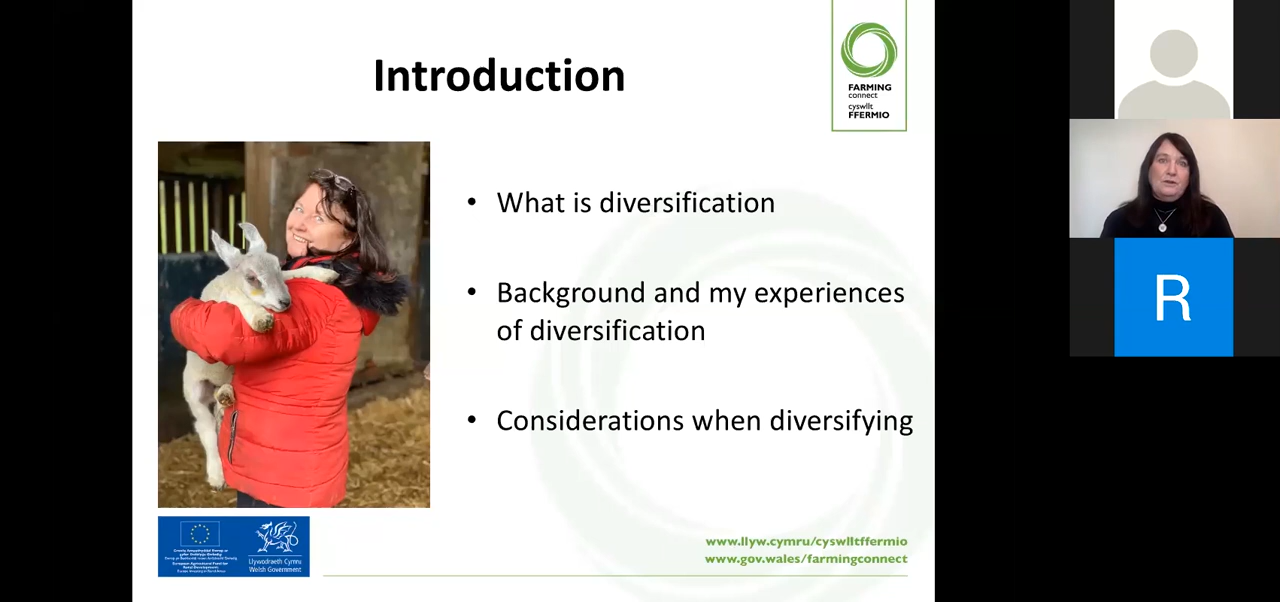 Introduction
FARMING
connect
cyswllt
FFERMIO
• What is diversification
• Background and my experiences
of diversification
• Considerations when diversifying
Llywodraeth Cymru
Welsh Government
www.llyw.cymru/cyswlltffermio
www.gov.wales/farmingconnect
R